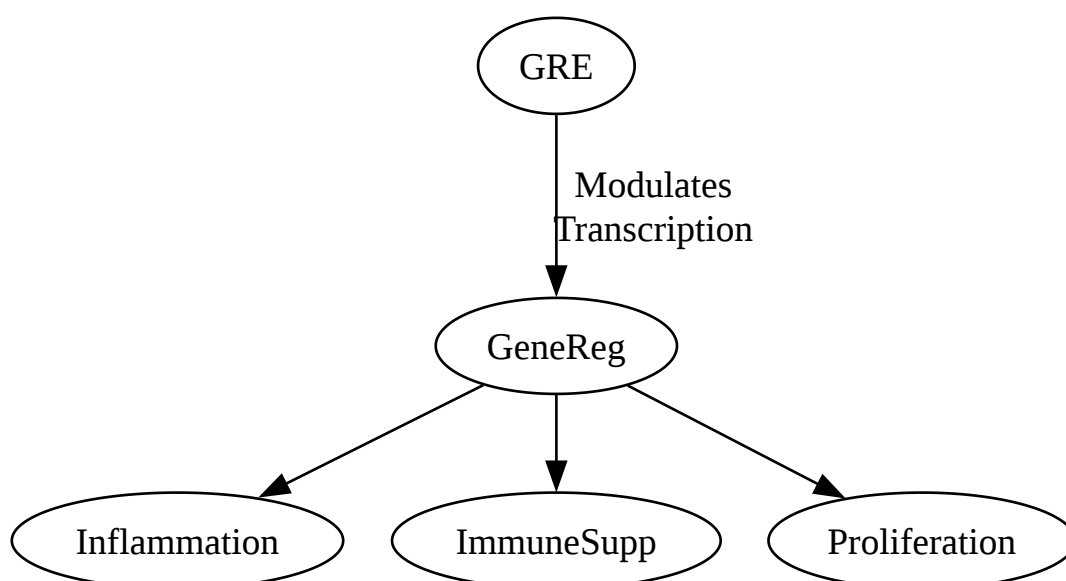 GRE
Modulates
Transcription
GeneReg
Inflammation
ImmuneSupp
Proliferation